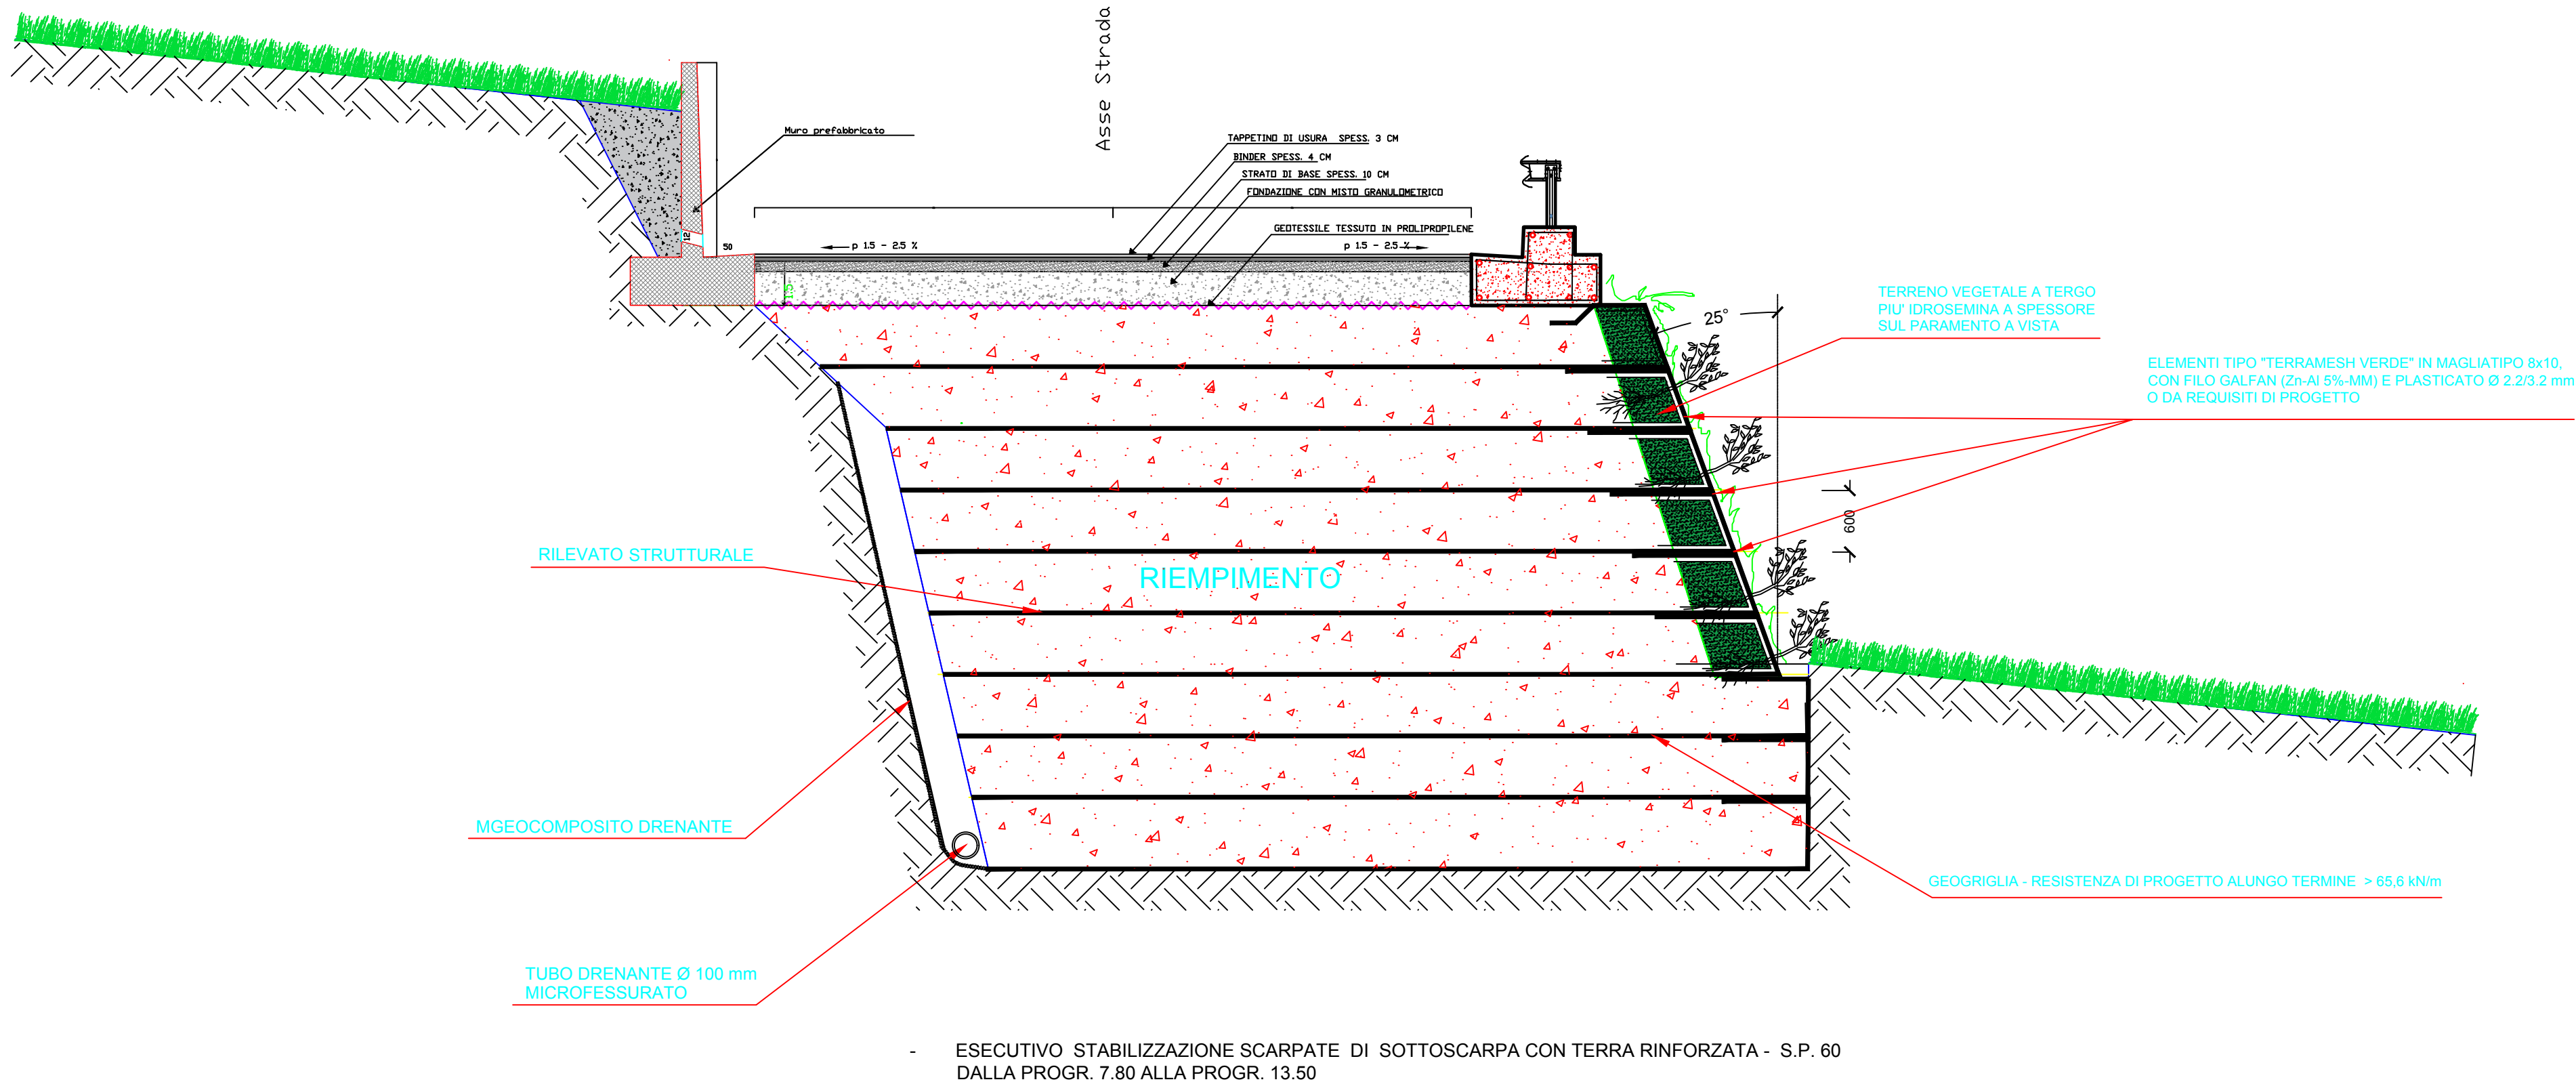 Asse Strada
Muro prefabbricato
TAPPETINO DI USURA SPESS. 3 CM
BINDER SPESS. 4 CM
STRATO DI BASE SPESS. 10 CM
FONDAZIONE CON MISTO GRANULOMETRICO
GEOTESSILE TESSUTO IN PROLIPROPILENE
12
50
p 1.5 - 2.5 %
p 1.5 - 2.5 %
25°
TERRENO VEGETALE A TERGO
PIU' IDROSEMINA A SPESSORE
SUL PARAMENTO A VISTA
ELEMENTI TIPO "TERRAMESH VERDE" IN MAGLIATIPO 8x10,
CON FILO GALFAN (Zn-Al 5%-MM) E PLASTICATO Ø 2.2/3.2 mm
O DA REQUISITI DI PROGETTO
600
RILEVATO STRUTTURALE
RIEMPIMENTO
MGEOCOMPOSITO DRENANTE
GEOGRIGLIA - RESISTENZA DI PROGETTO ALUNGO TERMINE > 65,6 kN/m
TUBO DRENANTE Ø 100 mm
MICROFESSURATO
- ESECUTIVO STABILIZZAZIONE SCARPATE DI SOTTOSCARPA CON TERRA RINFORZATA - S.P. 60
DALLA PROGR. 7.80 ALLA PROGR. 13.50